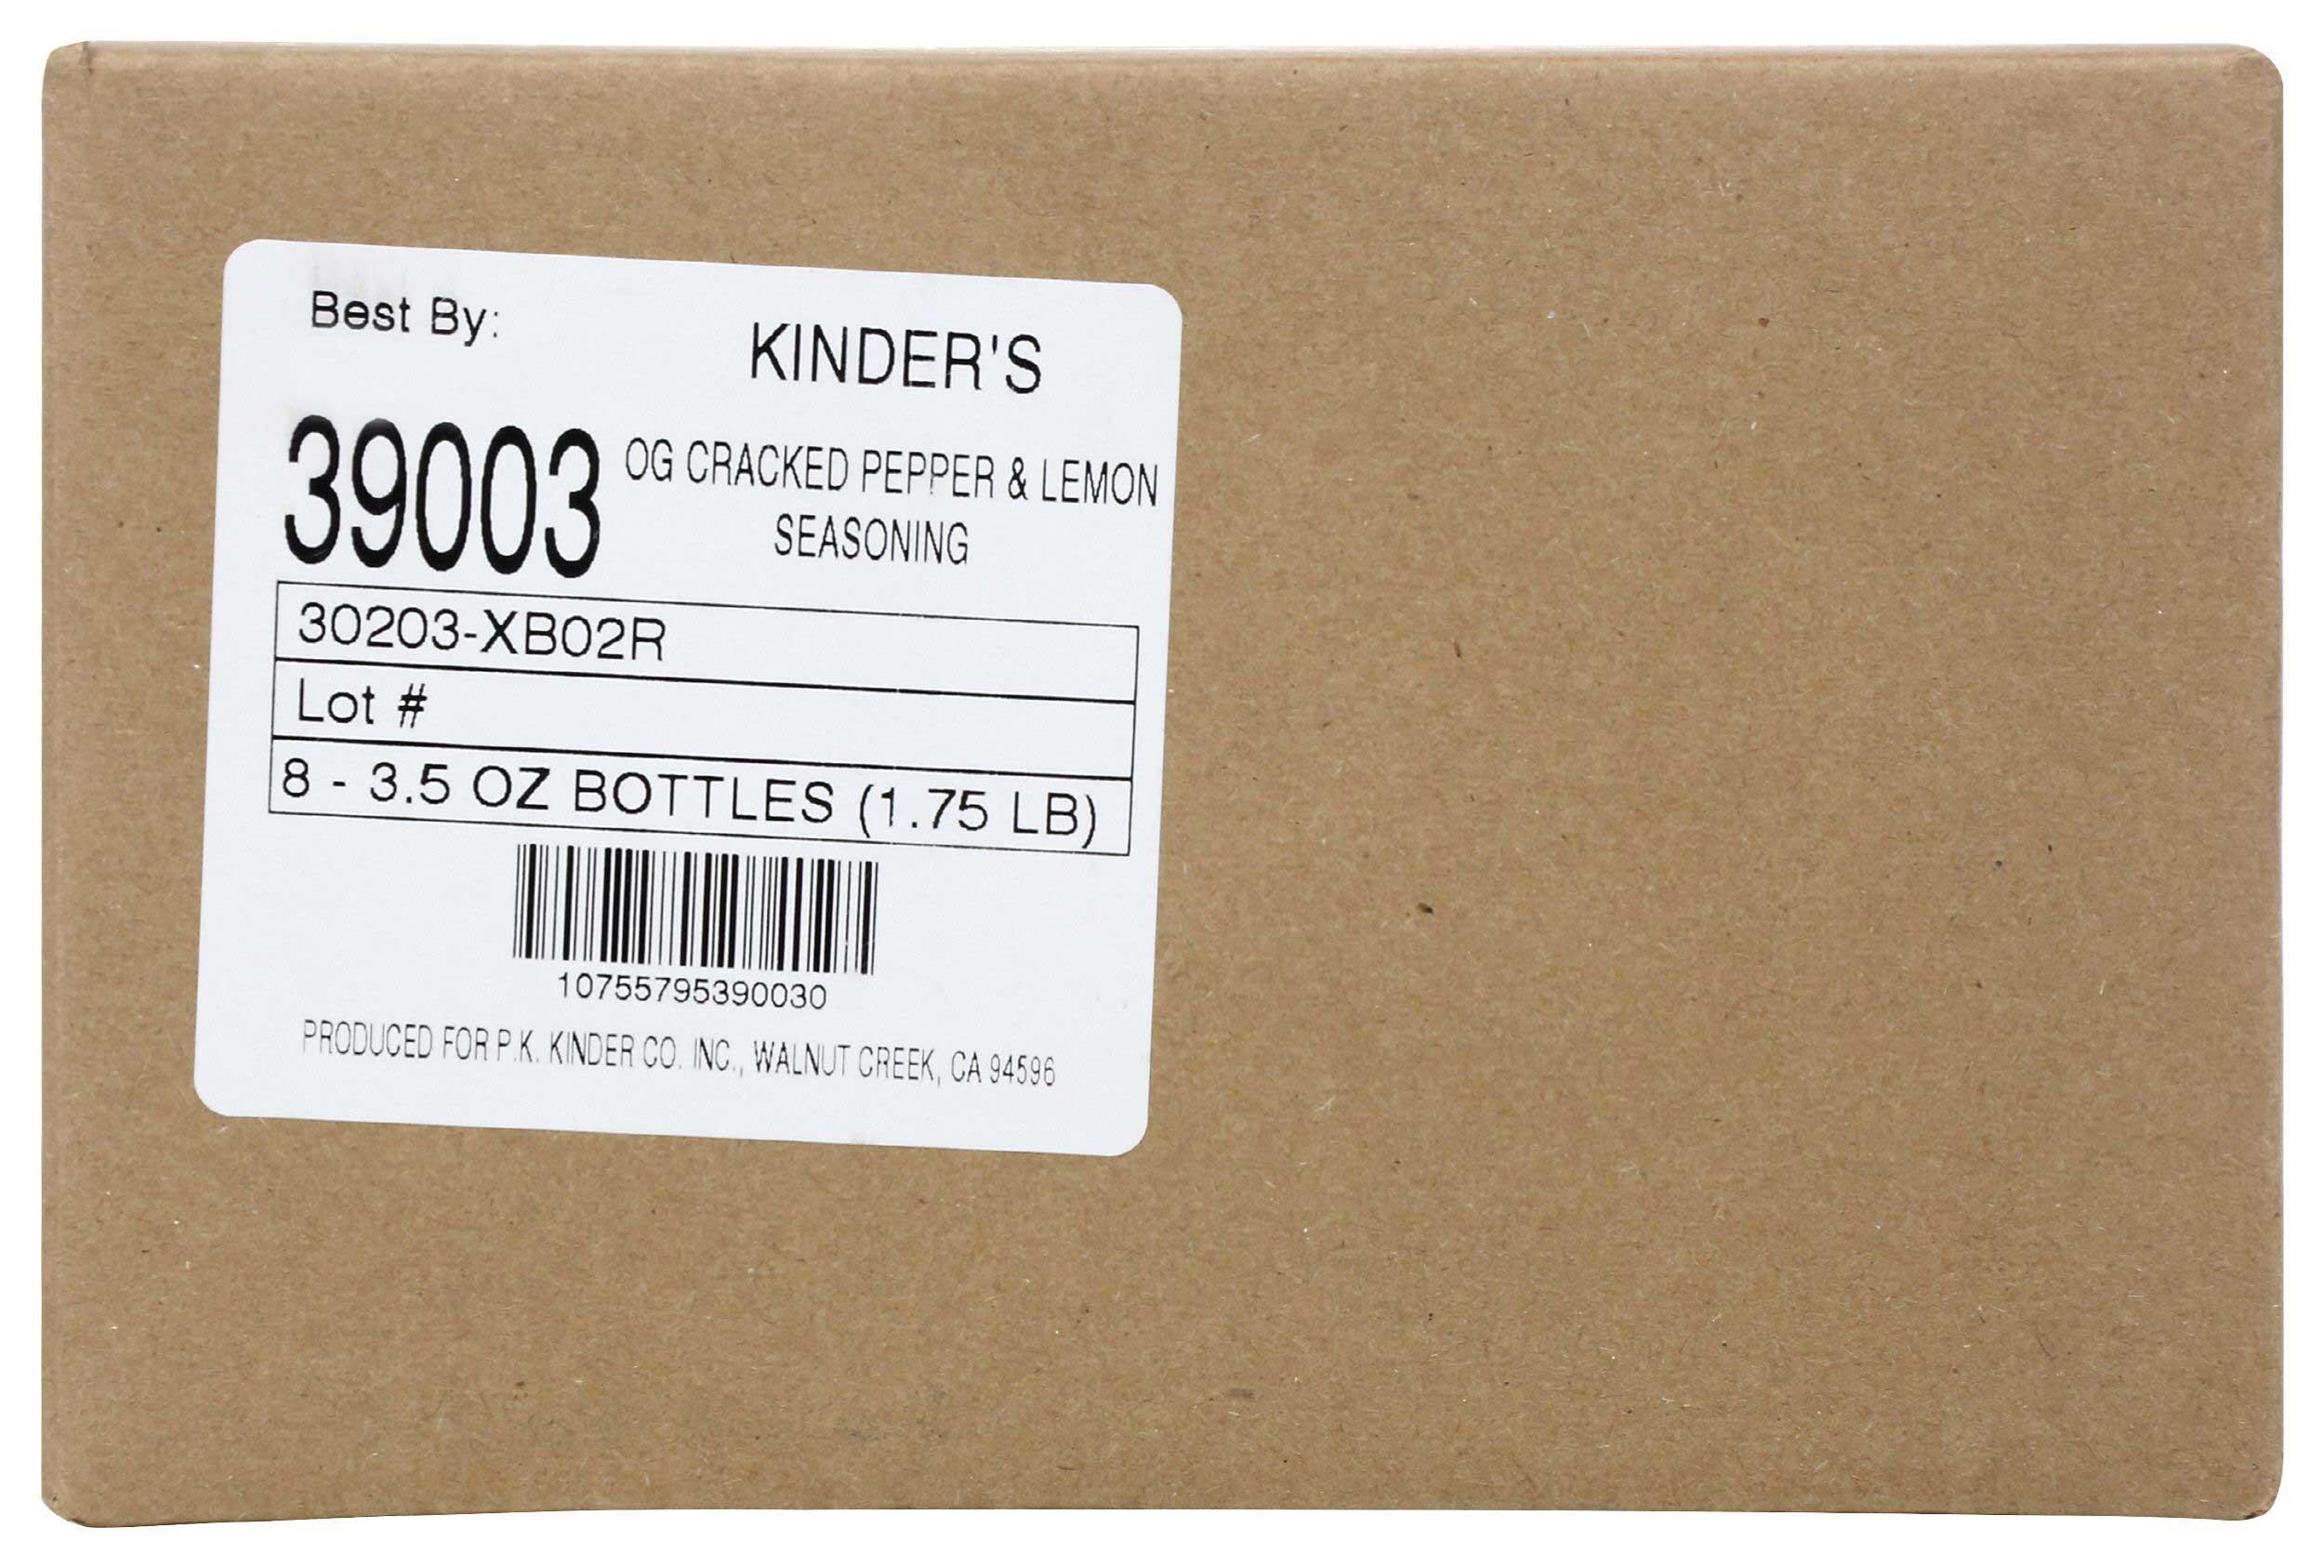 Best By:
KINDER'S
39003
OG CRACKED PEPPER & LEMON
SEASONING
30203-XB02R
Lot #
8 - 3.5 OZ BOTTLES (1.75 LB)
10755795390030
PRODUCED FOR P.K. KINDER CO. INC., WALNUT CREEK, CA 94596